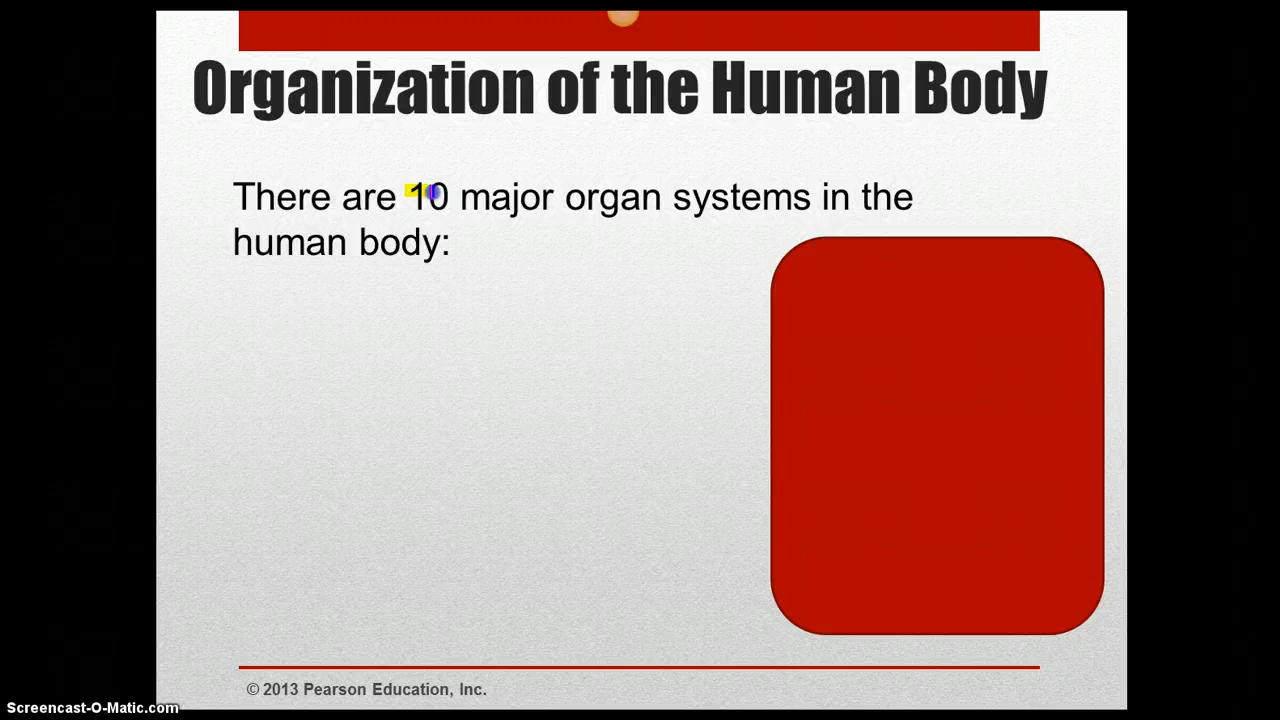 Organization of the Human Body
There are 10 major organ systems in the
human body:
© 2013 Pearson Education, Inc.
Screencast-O-Matic.com